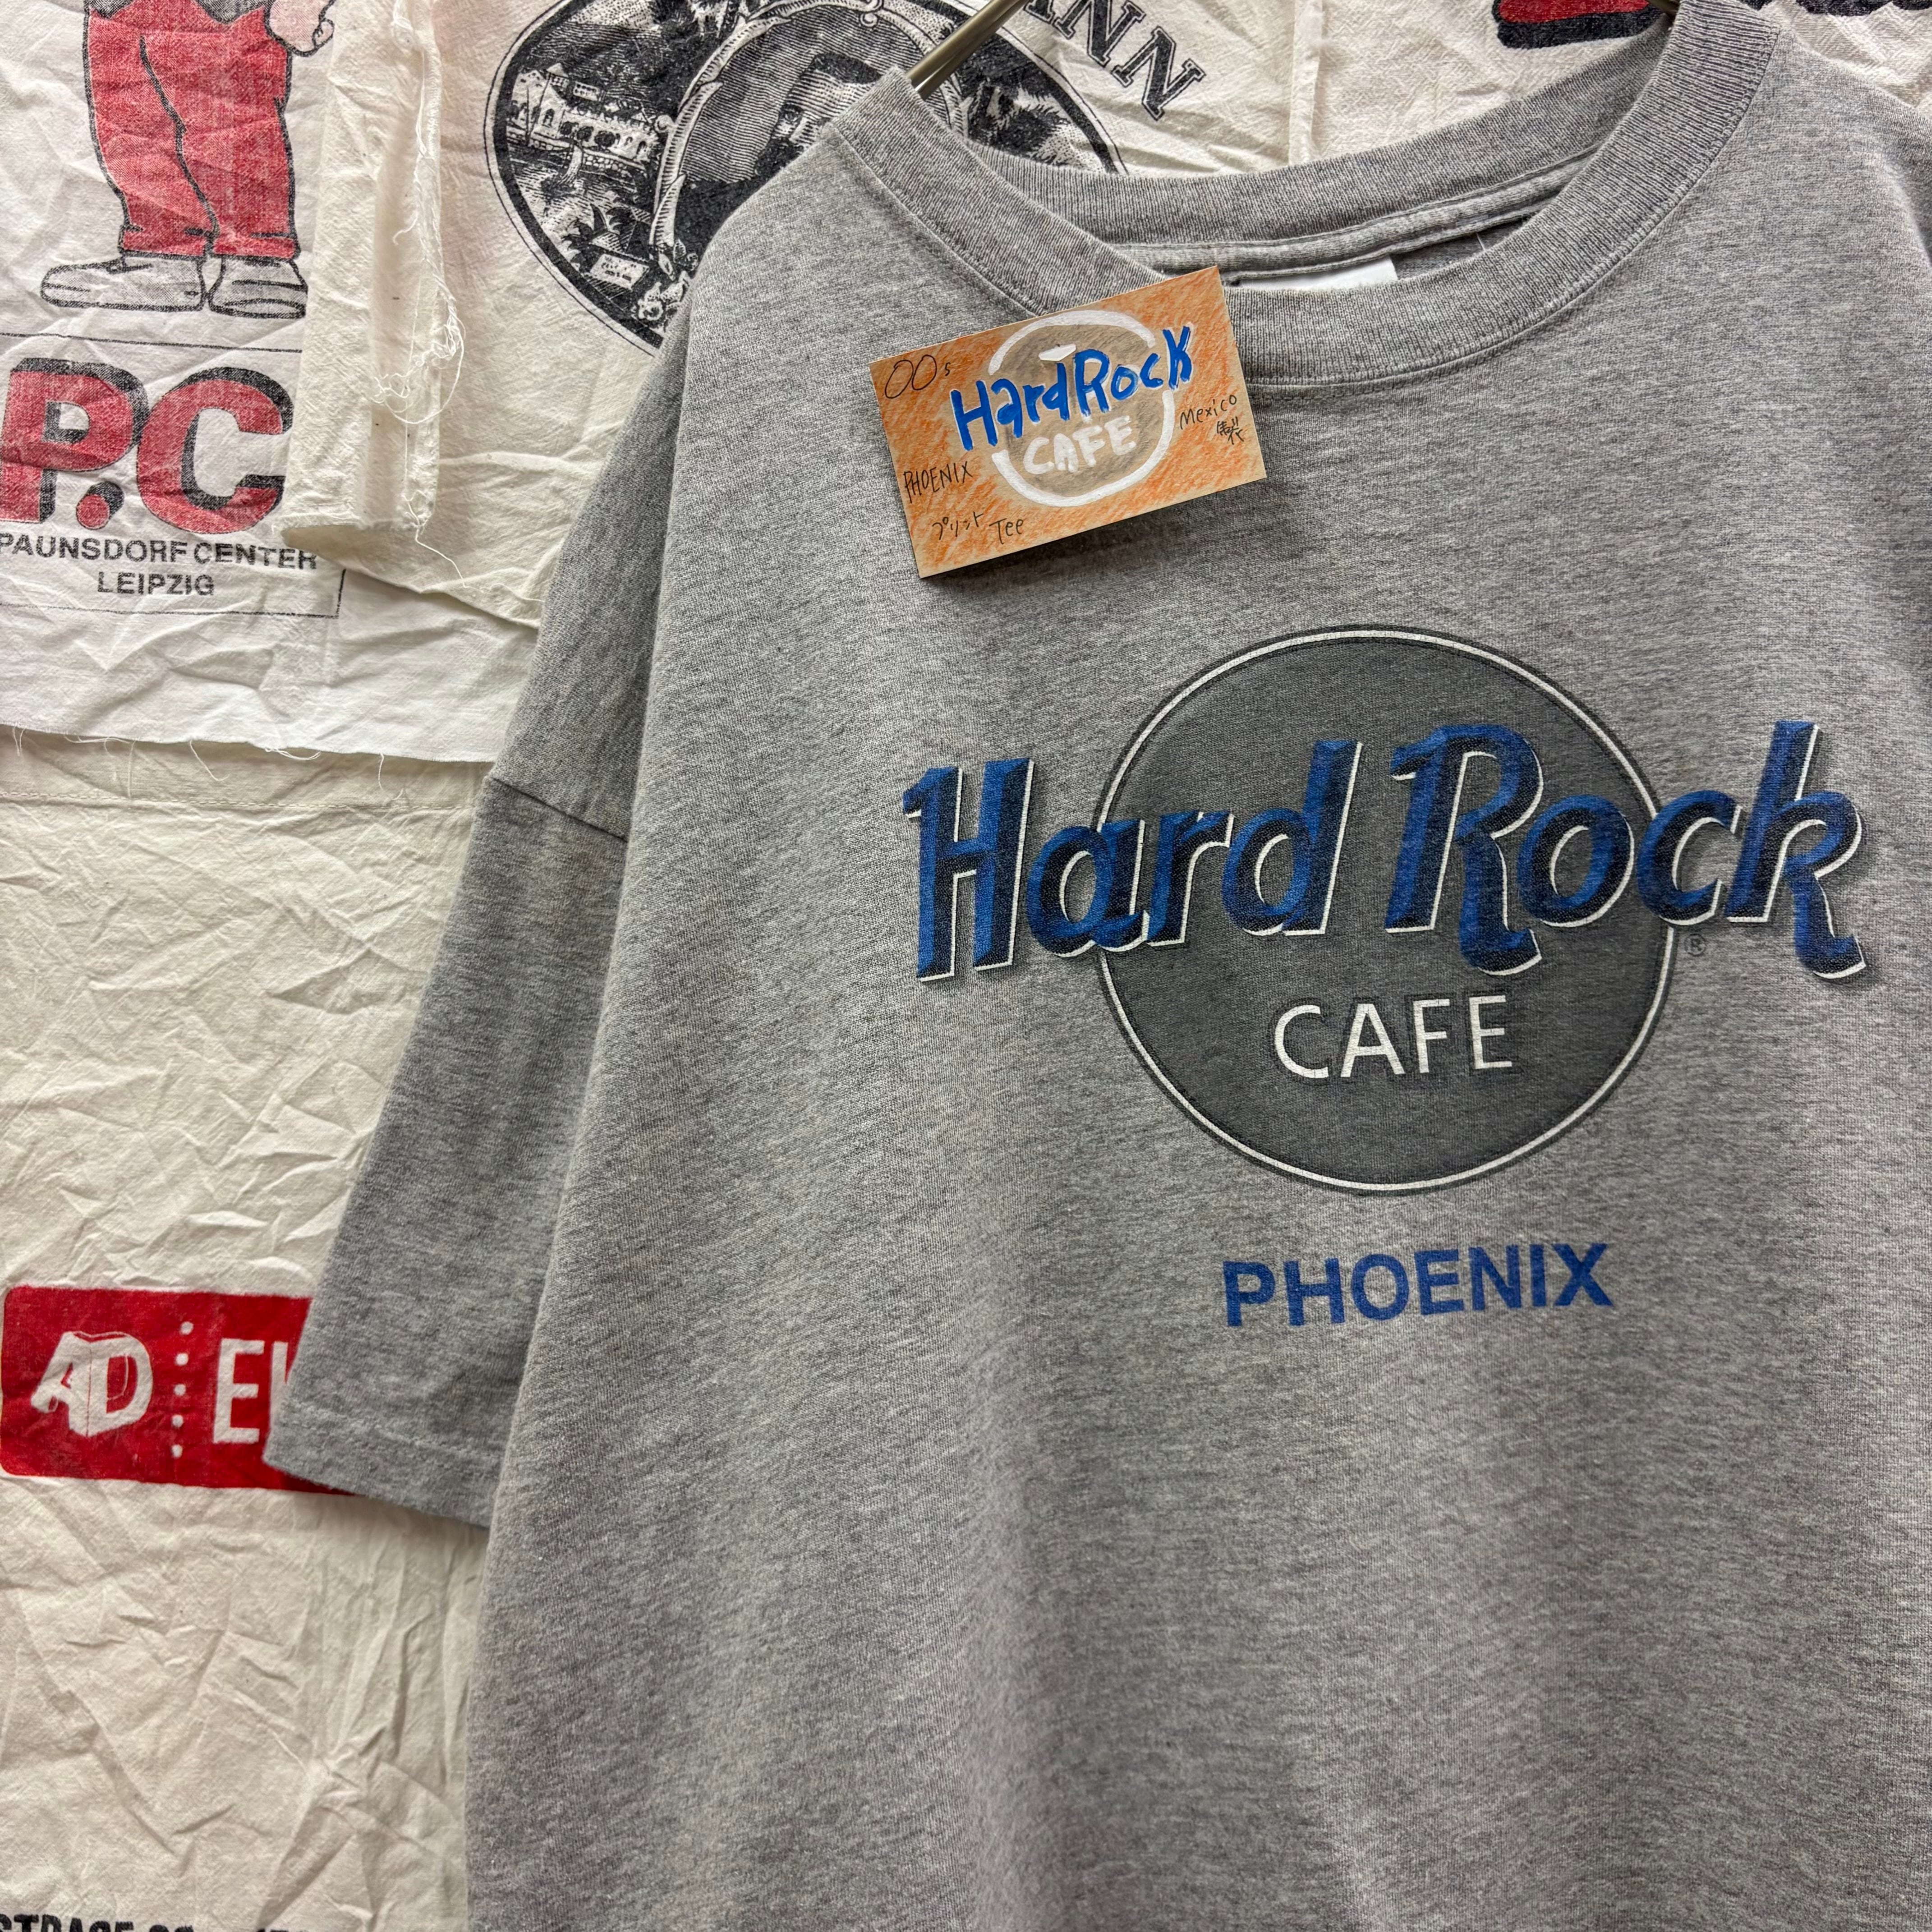 P.C
PAUNSDORF CENTER
LEIPZIG
00s
Hard Rock
CAFE
Mexico
製
PHOENIX
プリント Tee
Hard Rock
®
CAFE
PHOENIX
AD